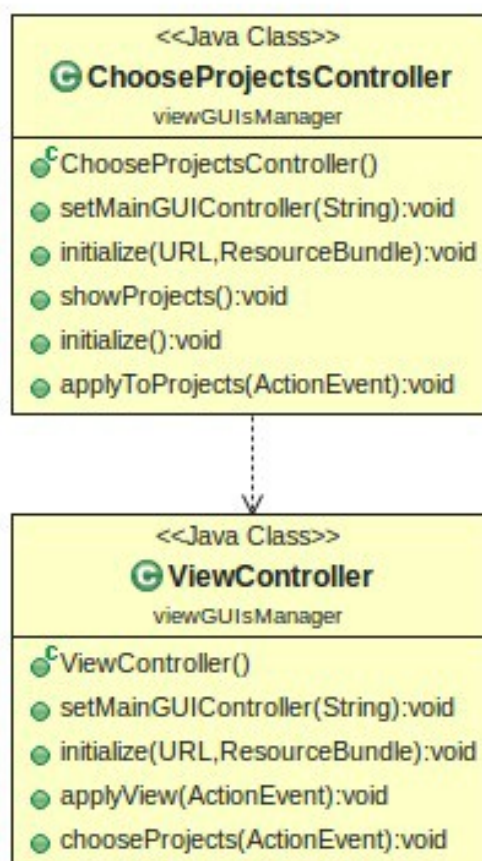 <<Java Class>>
C ChooseProjectsController
viewGUIsManager
C ChooseProjectsController()
setMainGUIController(String):void
initialize(URL,ResourceBundle):void
showProjects():void
initialize():void
applyToProjects(ActionEvent):void
<<Java Class>>
C ViewController
viewGUIsManager
C ViewController()
setMainGUIController(String):void
initialize(URL,ResourceBundle):void
applyView(ActionEvent):void
chooseProjects(ActionEvent):void